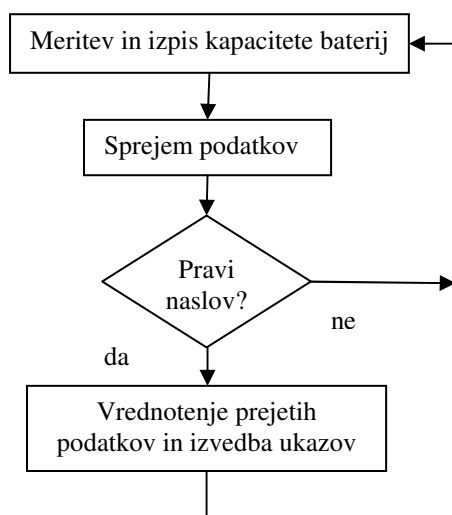 Meritev in izpis kapacitete baterij
Sprejem podatkov
Pravi
naslov?
ne
da
Vrednotenje prejetih
podatkov in izvedba ukazov